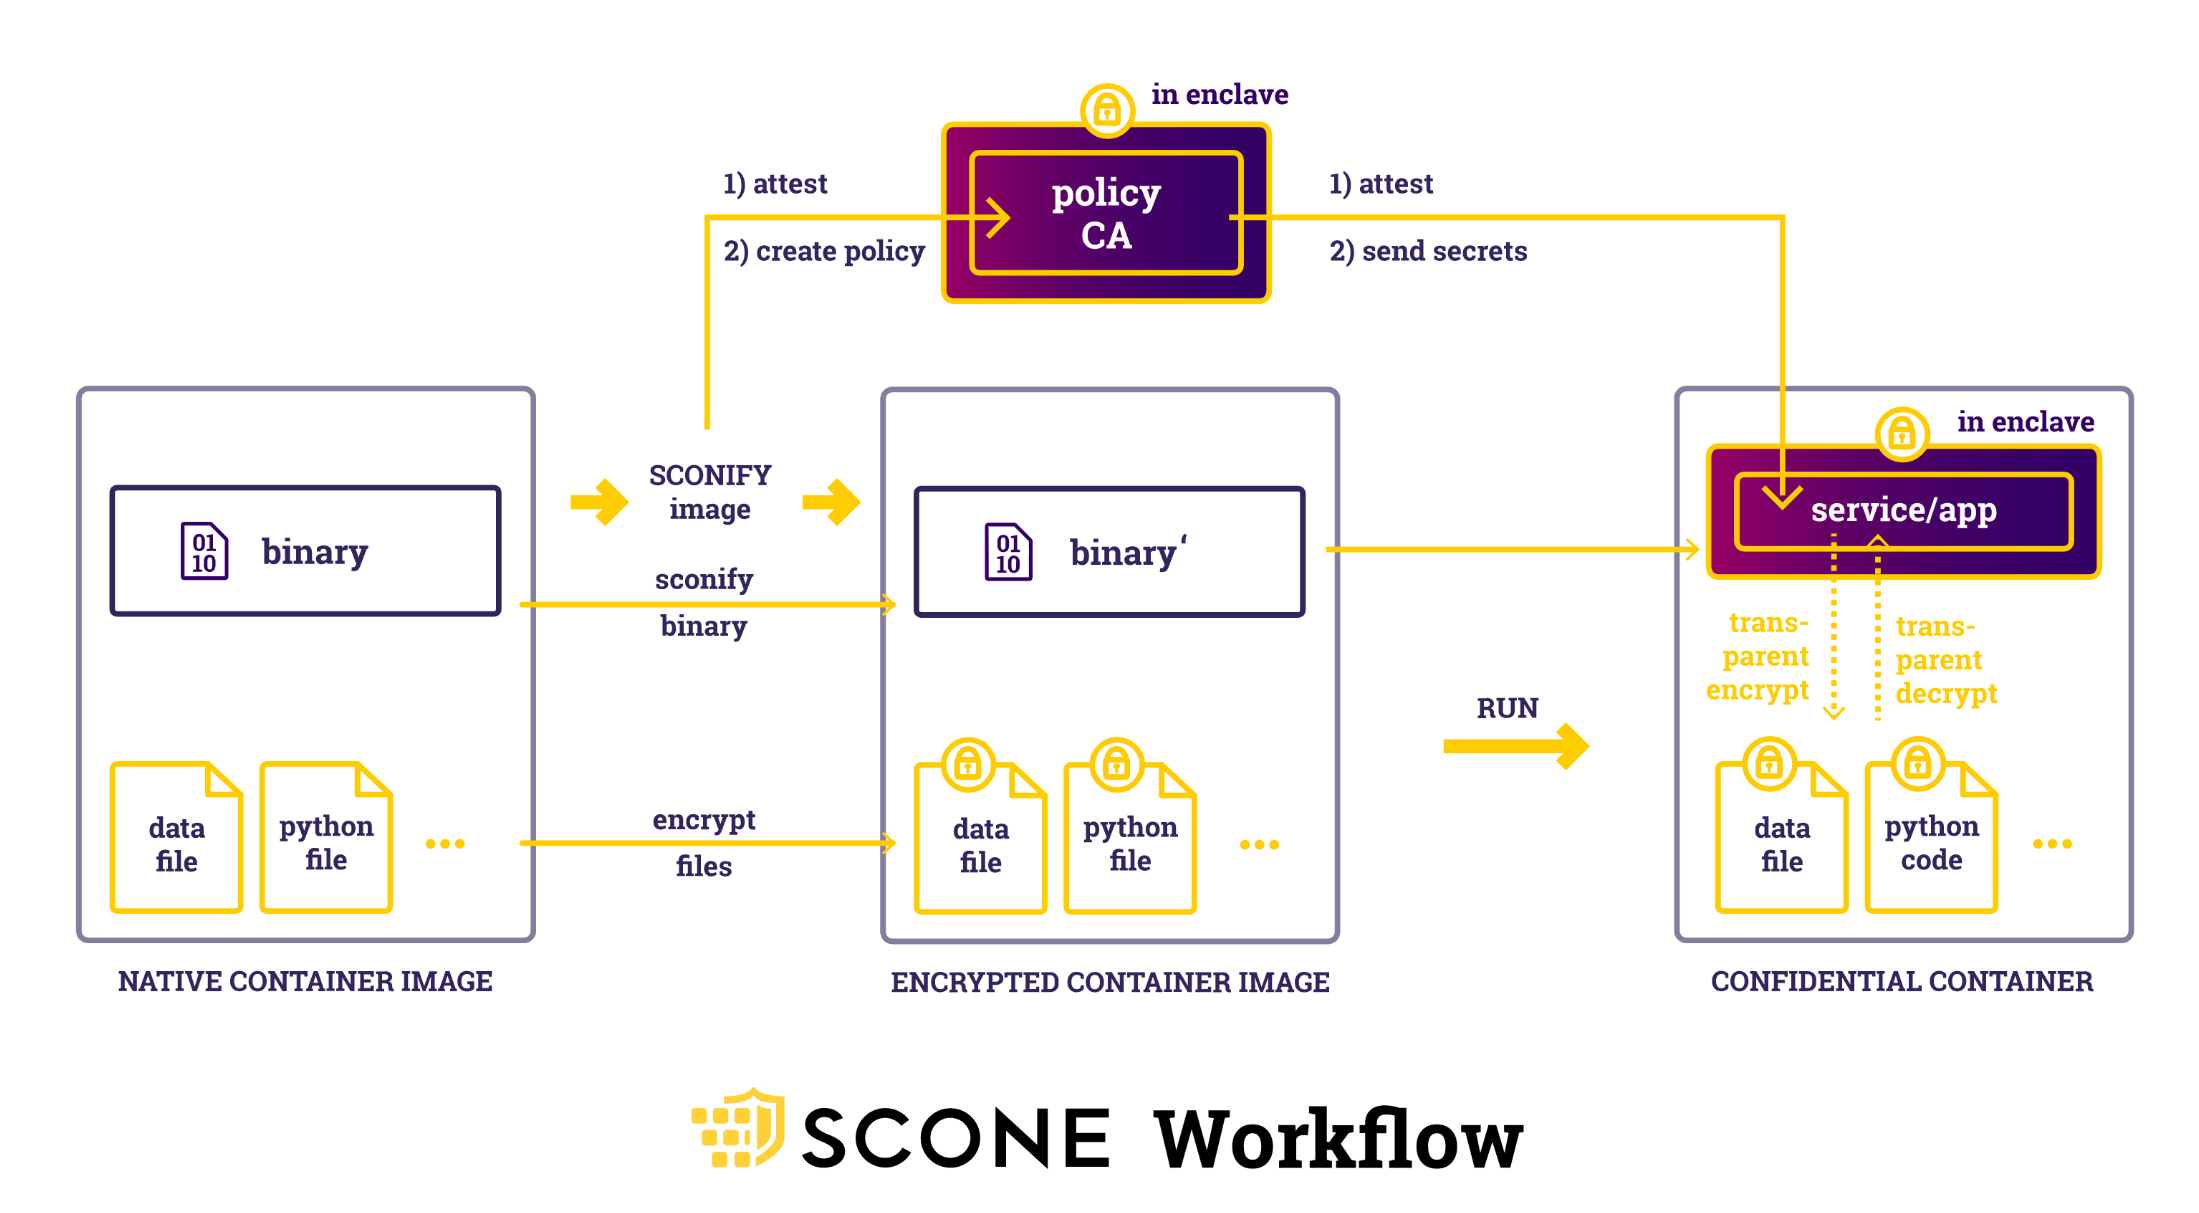 in enclave
1) attest
2) create policy
policy
CA
1) attest
2) send secrets
01
10
binary
SCONIFY
image
sconify
binary
01
10
binary‘
in enclave
service/app
trans-
parent
encrypt
trans-
parent
decrypt
RUN
data
file
python
file
...
encrypt
files
data
file
python
file
...
data
file
python
code
...
NATIVE CONTAINER IMAGE
ENCRYPTED CONTAINER IMAGE
CONFIDENTIAL CONTAINER
SCONE Workflow